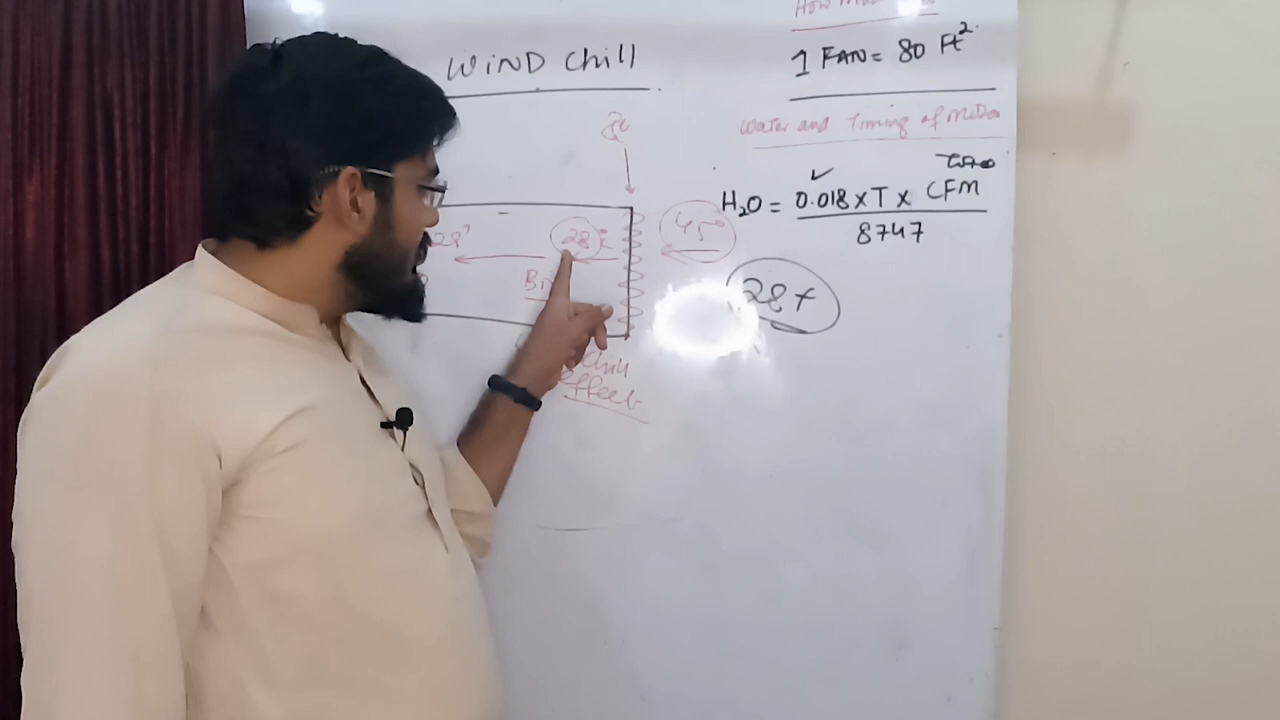 WIND Chill
28°
28°c
45°
chill
effect
1 FAN = 80 Ft²
Water and Timing of
H₂O = 0.018 x T x CFM
8747
28